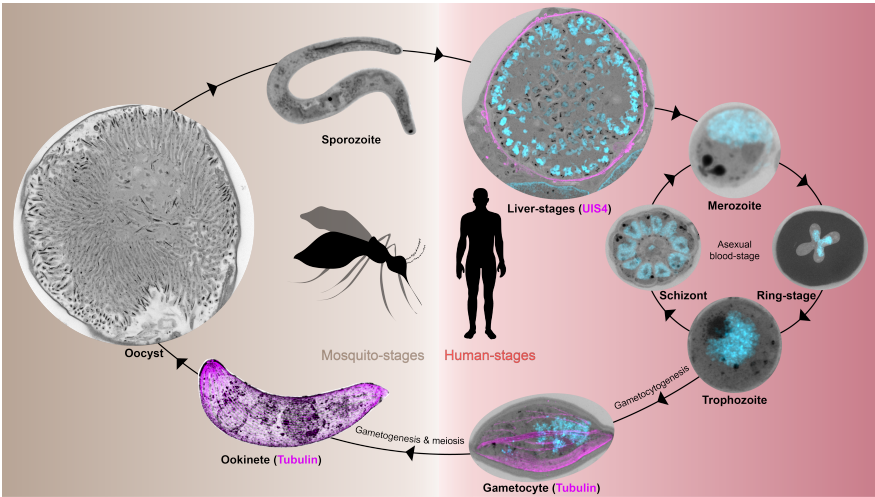 Sporozoite
Liver-stages (UIS4)
Merozoite
Asexual
blood-stage
Schizont
Ring-stage
Oocyst
Mosquito-stages
Human-stages
Trophozoite
Gametocytogenesis
Gametogenesis & meiosis
Ookinete (Tubulin)
Gametocyte (Tubulin)